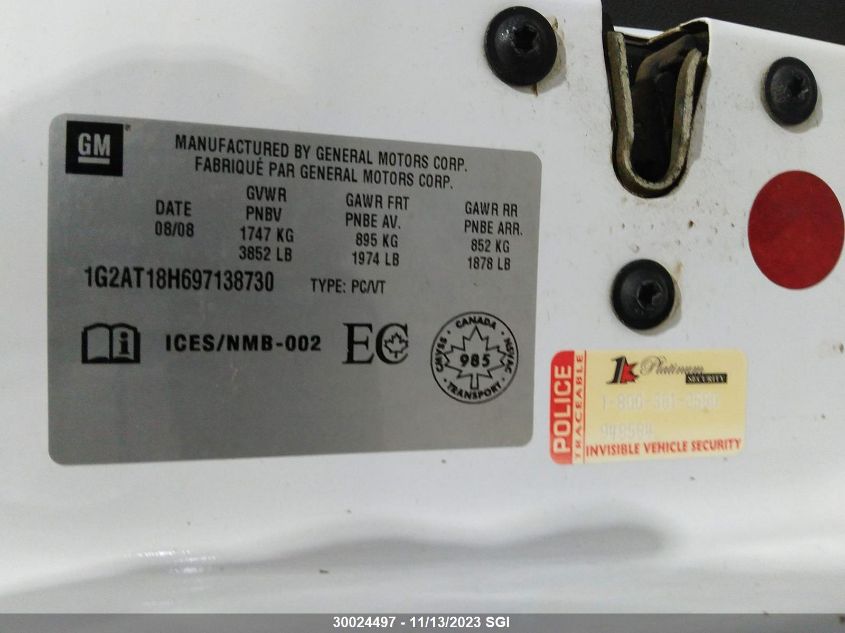 GM
MANUFACTURED BY GENERAL MOTORS CORP.
FABRIQUÉ PAR GENERAL MOTORS CORP.
DATE
08/08
GVWR
PNBV
1747 KG
3852 LB
GAWR FRT
PNBE AV.
895 KG
1974 LB
GAWR RR
PNBE ARR.
852 KG
1878 LB
1G2AT18H697138730 TYPE: PC/VT
ICES/NMB-002
EC
CANADA
985
TRANSPORT
POLICE
TRACEABLE
1K Platinum
SECURITY
INVISIBLE VEHICLE SECURITY
30024497 - 11/13/2023 SGI